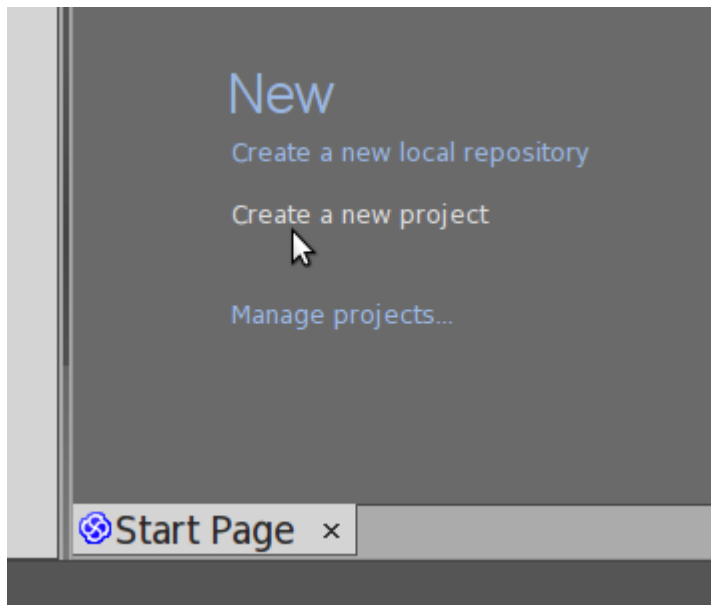 New
Create a new local repository
Create a new project
Manage projects...
Start Page ×